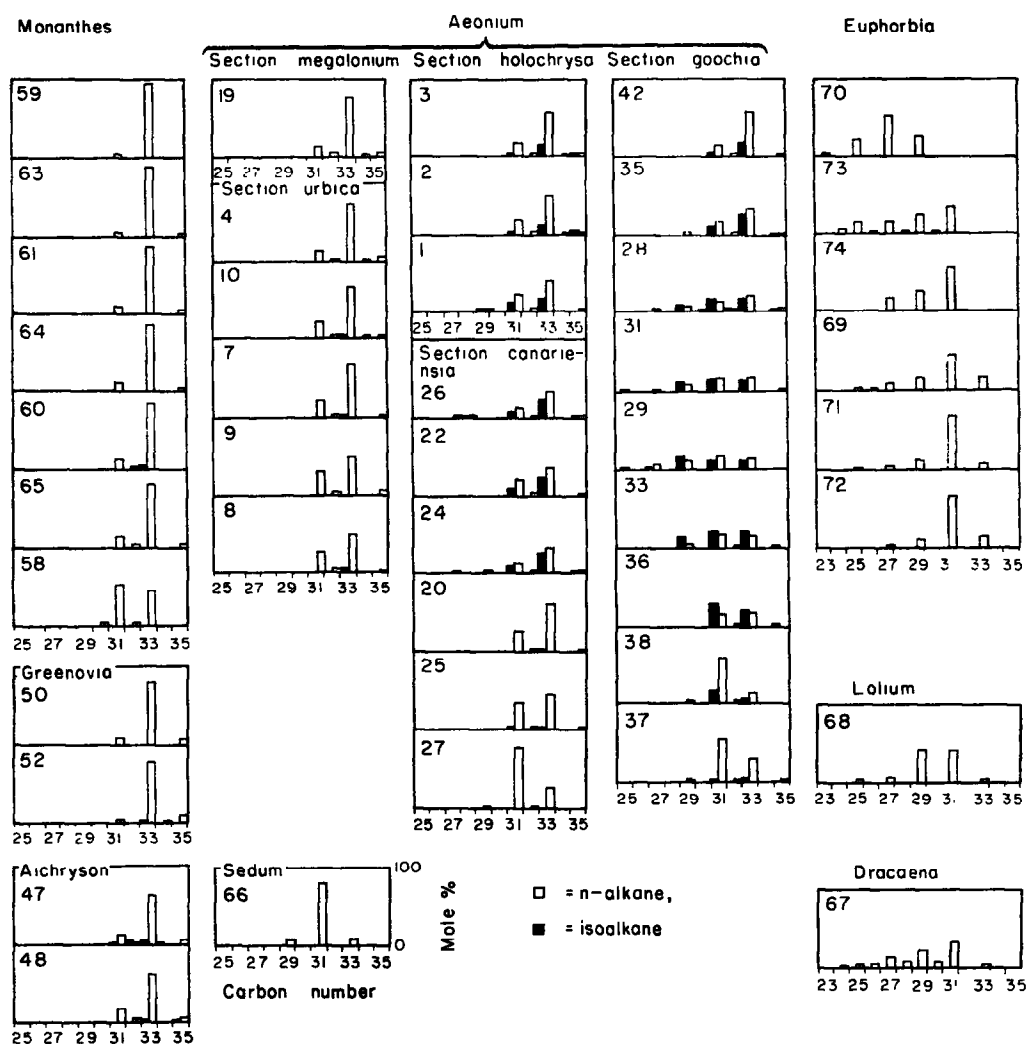 Monanthes
59
63
61
64
60
65
58
25 27 29 31 33 35
Greenovia
50
52
25 27 29 31 33 35
Aichryson
47
48
25 27 29 31 33 35
Aeonium
Section megalonium
19
25 27 29 31 33 35
Section urbica
4
10
7
9
8
25 27 29 31 33 35
Section holochrysa
3
2
1
25 27 29 31 33 35
Section canarie-
nsia
26
22
24
20
25
27
25 27 29 31 33 35
Section goochia
42
35
28
31
29
33
36
38
37
25 27 29 31 33 35
Sedum
66
100
0
Mole %
25 27 29 31 33 35
Carbon number
= n-alkane,
= isoalkane
Euphorbia
70
73
74
69
71
72
23 25 27 29 3 33 35
Lolium
68
23 25 27 29 3 33 35
Dracaena
67
23 25 27 29 31 33 35